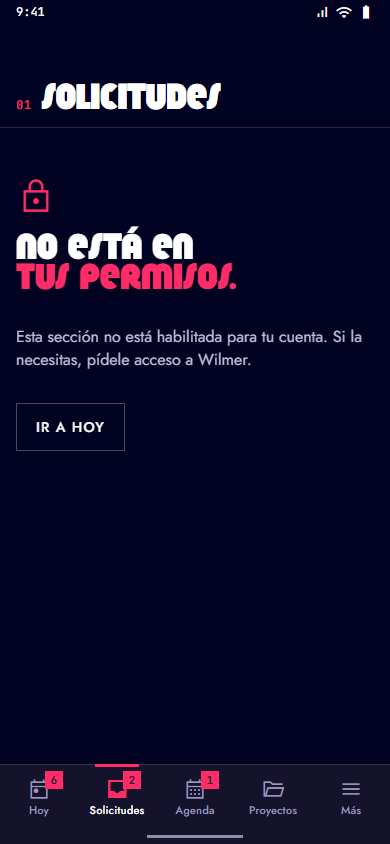 9:41
01 SOLICITUDES
NO ESTÁ EN
TUS PERMISOS.
Esta sección no está habilitada para tu cuenta. Si la
necesitas, pídele acceso a Wilmer.
IR A HOY
6
2
1
Hoy
Solicitudes
Agenda
Proyectos
Más